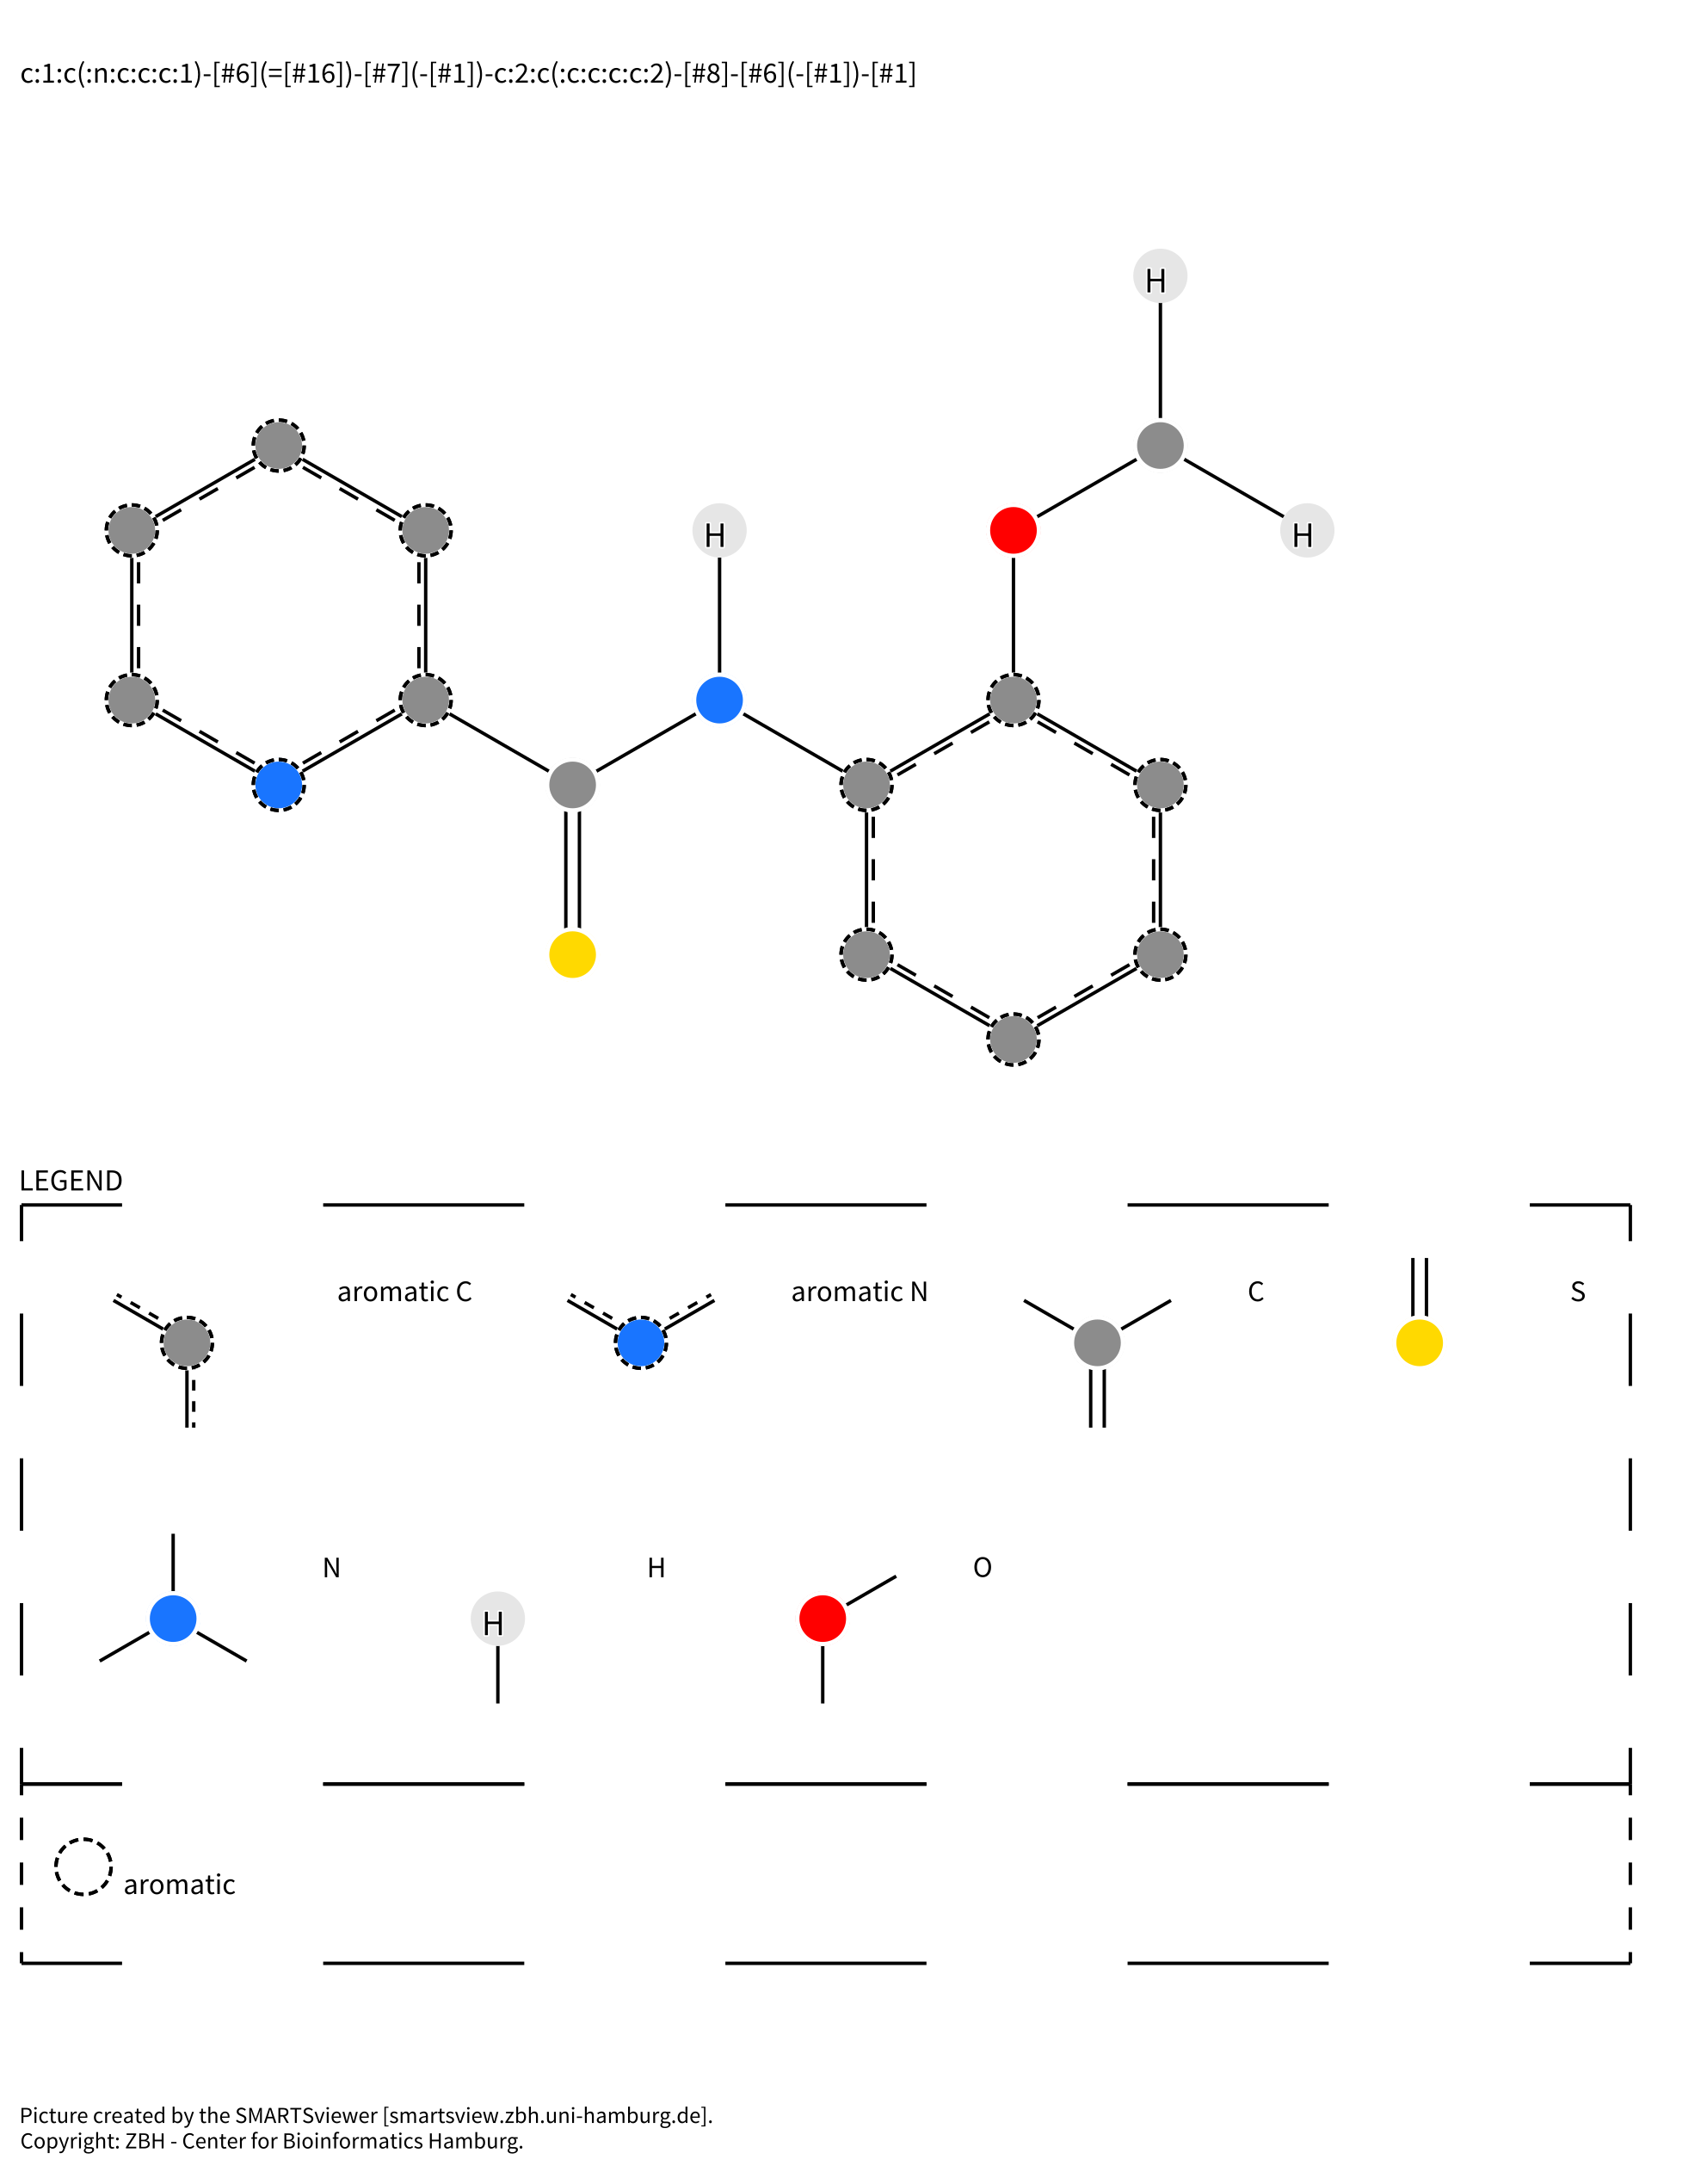 c:1:c(:n:c:c:c:1)-[#6](=[#16])-[#7](-[#1])-c:2:c(:c:c:c:c:2)-[#8]-[#6](-[#1])-[#1]
H
H
H
LEGEND
aromatic C
aromatic N
C
S
N
H
H
O
aromatic
Picture created by the SMARTSviewer [smartsview.zbh.uni-hamburg.de].
Copyright: ZBH - Center for Bioinformatics Hamburg.